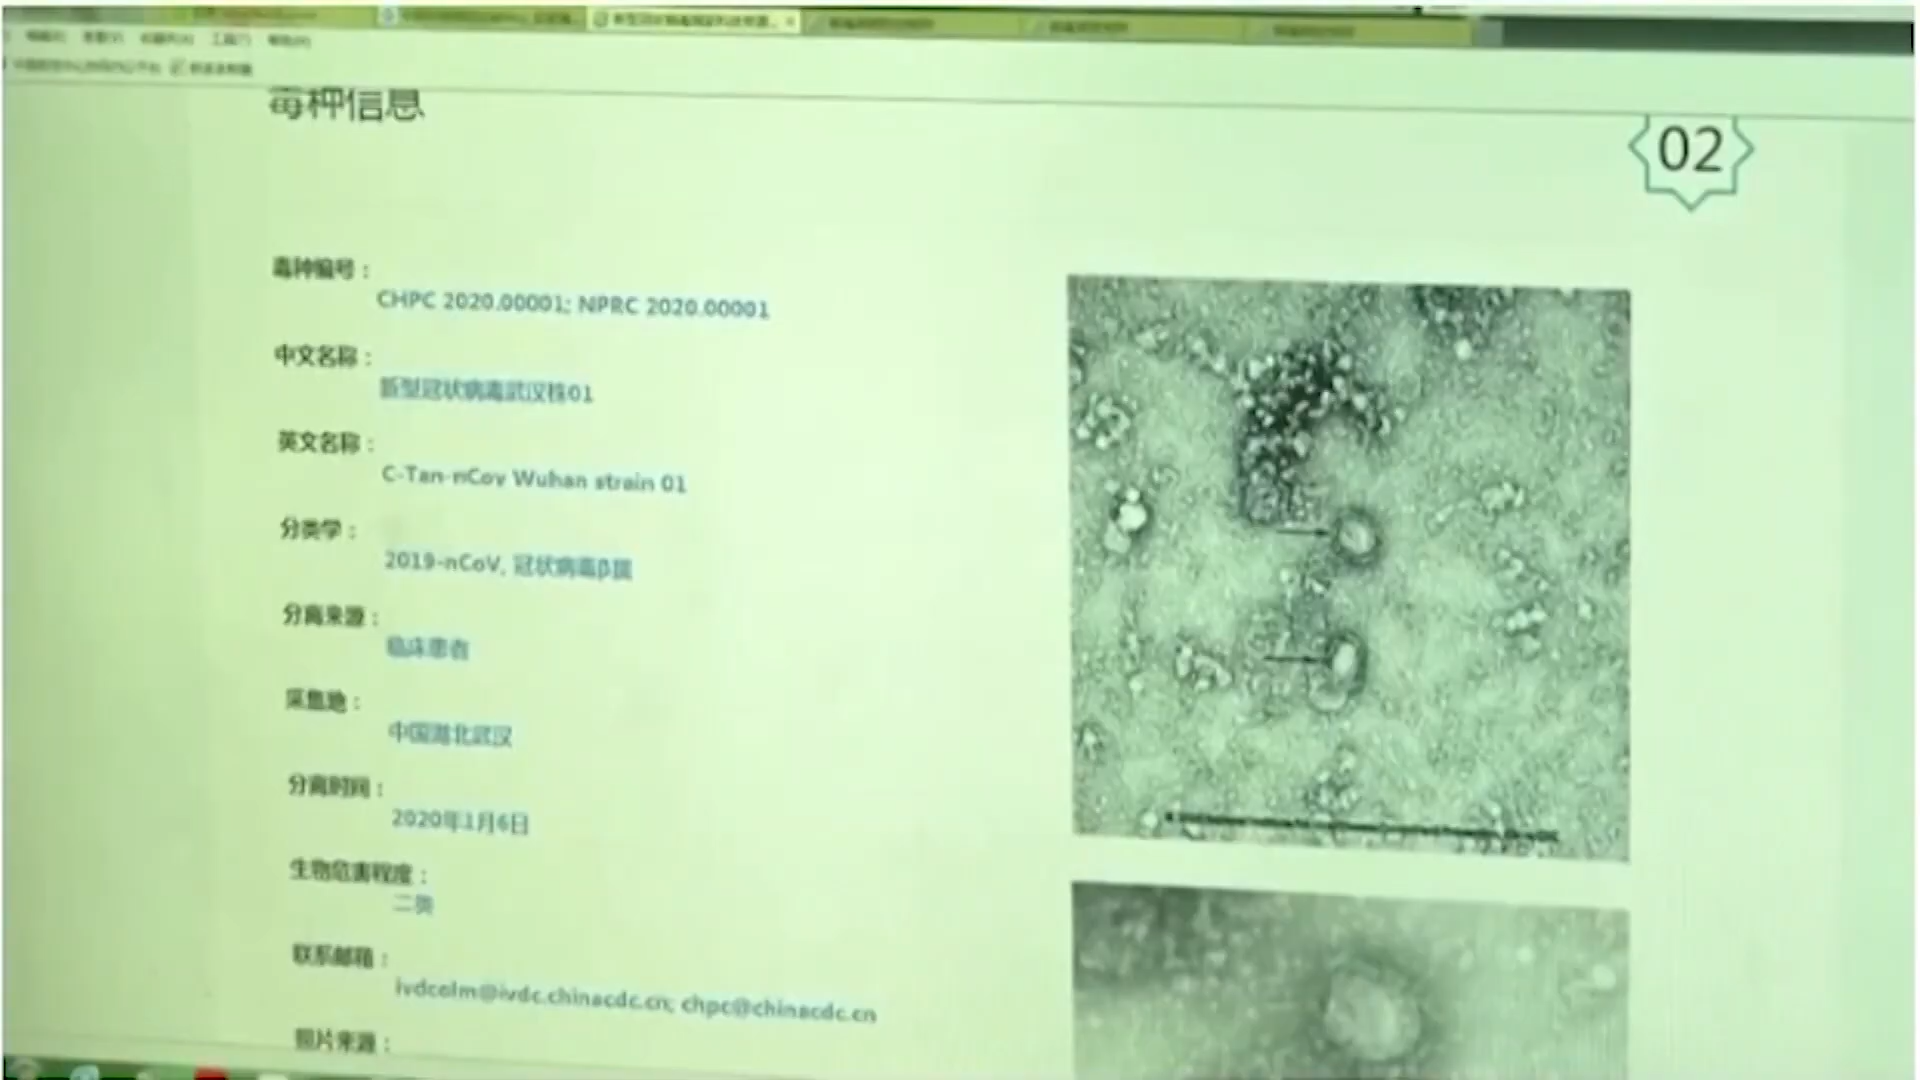 毒种信息
02
毒种编号：
CHPC 2020.00001; NPRC 2020.00001
中文名称：
新型冠状病毒武汉株01
英文名称：
C-Tan-nCov Wuhan strain 01
分类学：
2019-nCoV, 冠状病毒β属
分离来源：
临床患者
采集地：
中国湖北武汉
分离时间：
2020年1月6日
生物危害程度：
二类
联系邮箱：
ivdcolm@ivdc.chinacdc.cn; chpc@chinacdc.cn
照片来源：